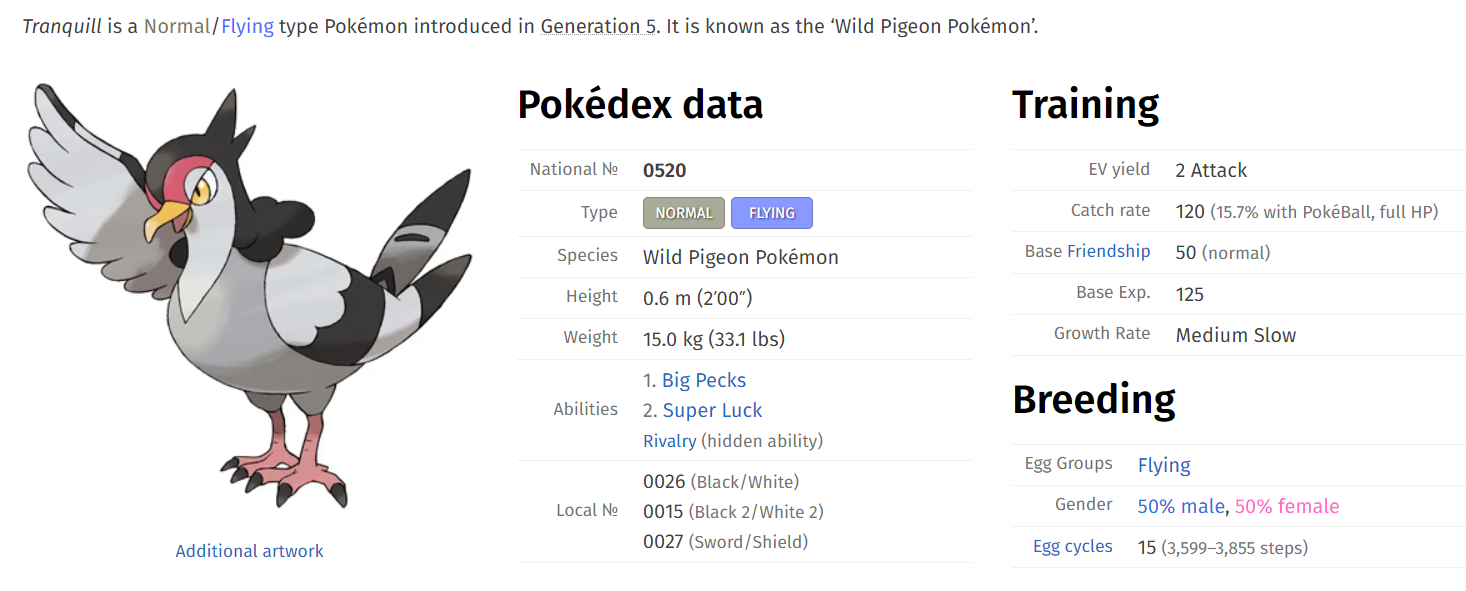 Tranquill is a Normal/Flying type Pokémon introduced in Generation 5. It is known as the ‘Wild Pigeon Pokémon’.
Additional artwork
Pokédex data
National № 0520
Type NORMAL FLYING
Species Wild Pigeon Pokémon
Height 0.6 m (2′00″)
Weight 15.0 kg (33.1 lbs)
Abilities
1. Big Pecks
2. Super Luck
Rivalry (hidden ability)
Local №
0026 (Black/White)
0015 (Black 2/White 2)
0027 (Sword/Shield)
Training
EV yield 2 Attack
Catch rate 120 (15.7% with PokéBall, full HP)
Base Friendship 50 (normal)
Base Exp. 125
Growth Rate Medium Slow
Breeding
Egg Groups Flying
Gender 50% male, 50% female
Egg cycles 15 (3,599–3,855 steps)